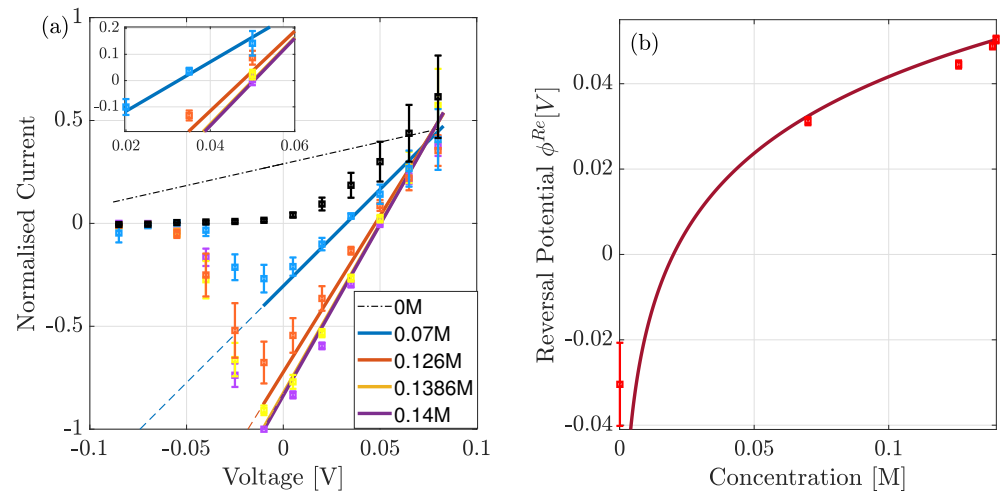 (a)
Normalised Current
1
0.5
0
-0.5
-1
-0.1
-0.05
0
0.05
0.1
Voltage [V]
0.2
0.1
0
-0.1
0.02
0.04
0.06
0M
0.07M
0.126M
0.1386M
0.14M
(b)
Reversal Potential ϕ^{Re}[V]
0.04
0.02
0
-0.02
-0.04
0
0.05
0.1
Concentration [M]